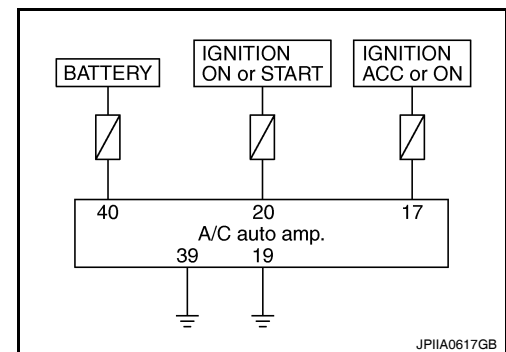 BATTERY
IGNITION
ON or START
IGNITION
ACC or ON
40 20 17
A/C auto amp.
39 19
JPIIA0617GB